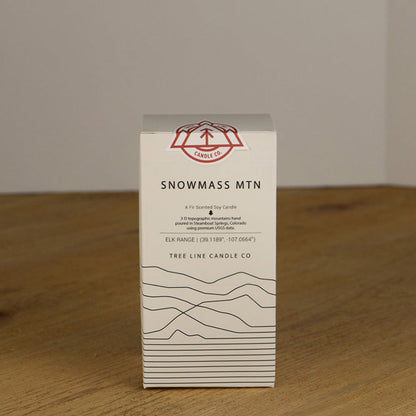 CANDLE CO.
SNOWMASS MTN
A Fir Scented Soy Candle
3-D topographic mountains hand
poured in Steamboat Springs, Colorado
using premium USGS data.
ELK RANGE | (39.1189°, -107.0664°)
TREE LINE CANDLE CO